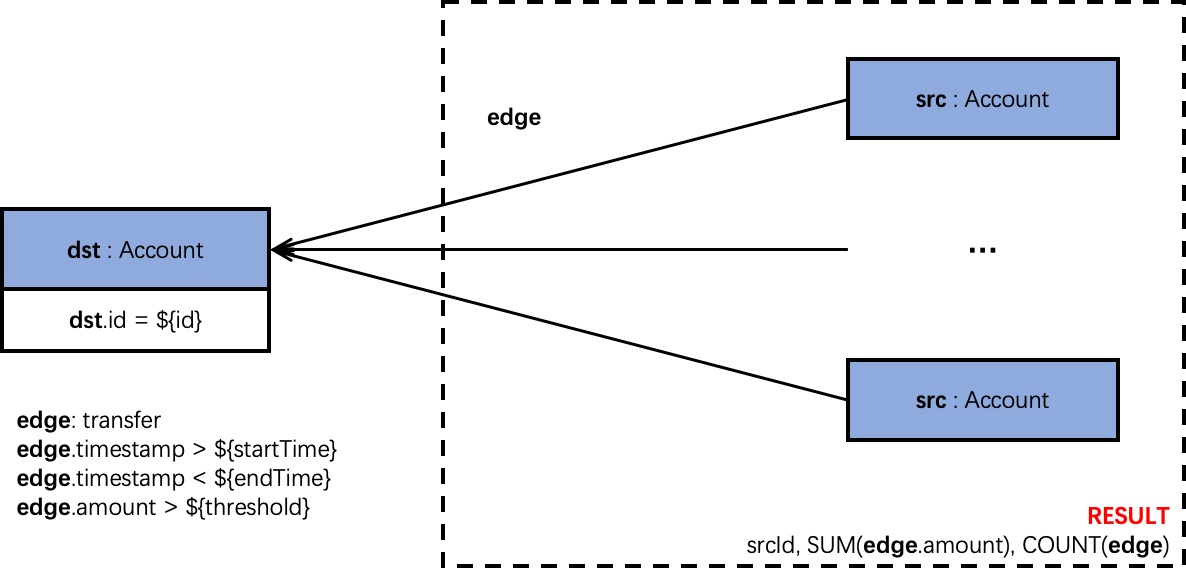 edge
src : Account
dst : Account
...
dst.id = ${id}
src : Account
edge: transfer
edge.timestamp > ${startTime}
edge.timestamp < ${endTime}
edge.amount > ${threshold}
RESULT
srcId, SUM(edge.amount), COUNT(edge)